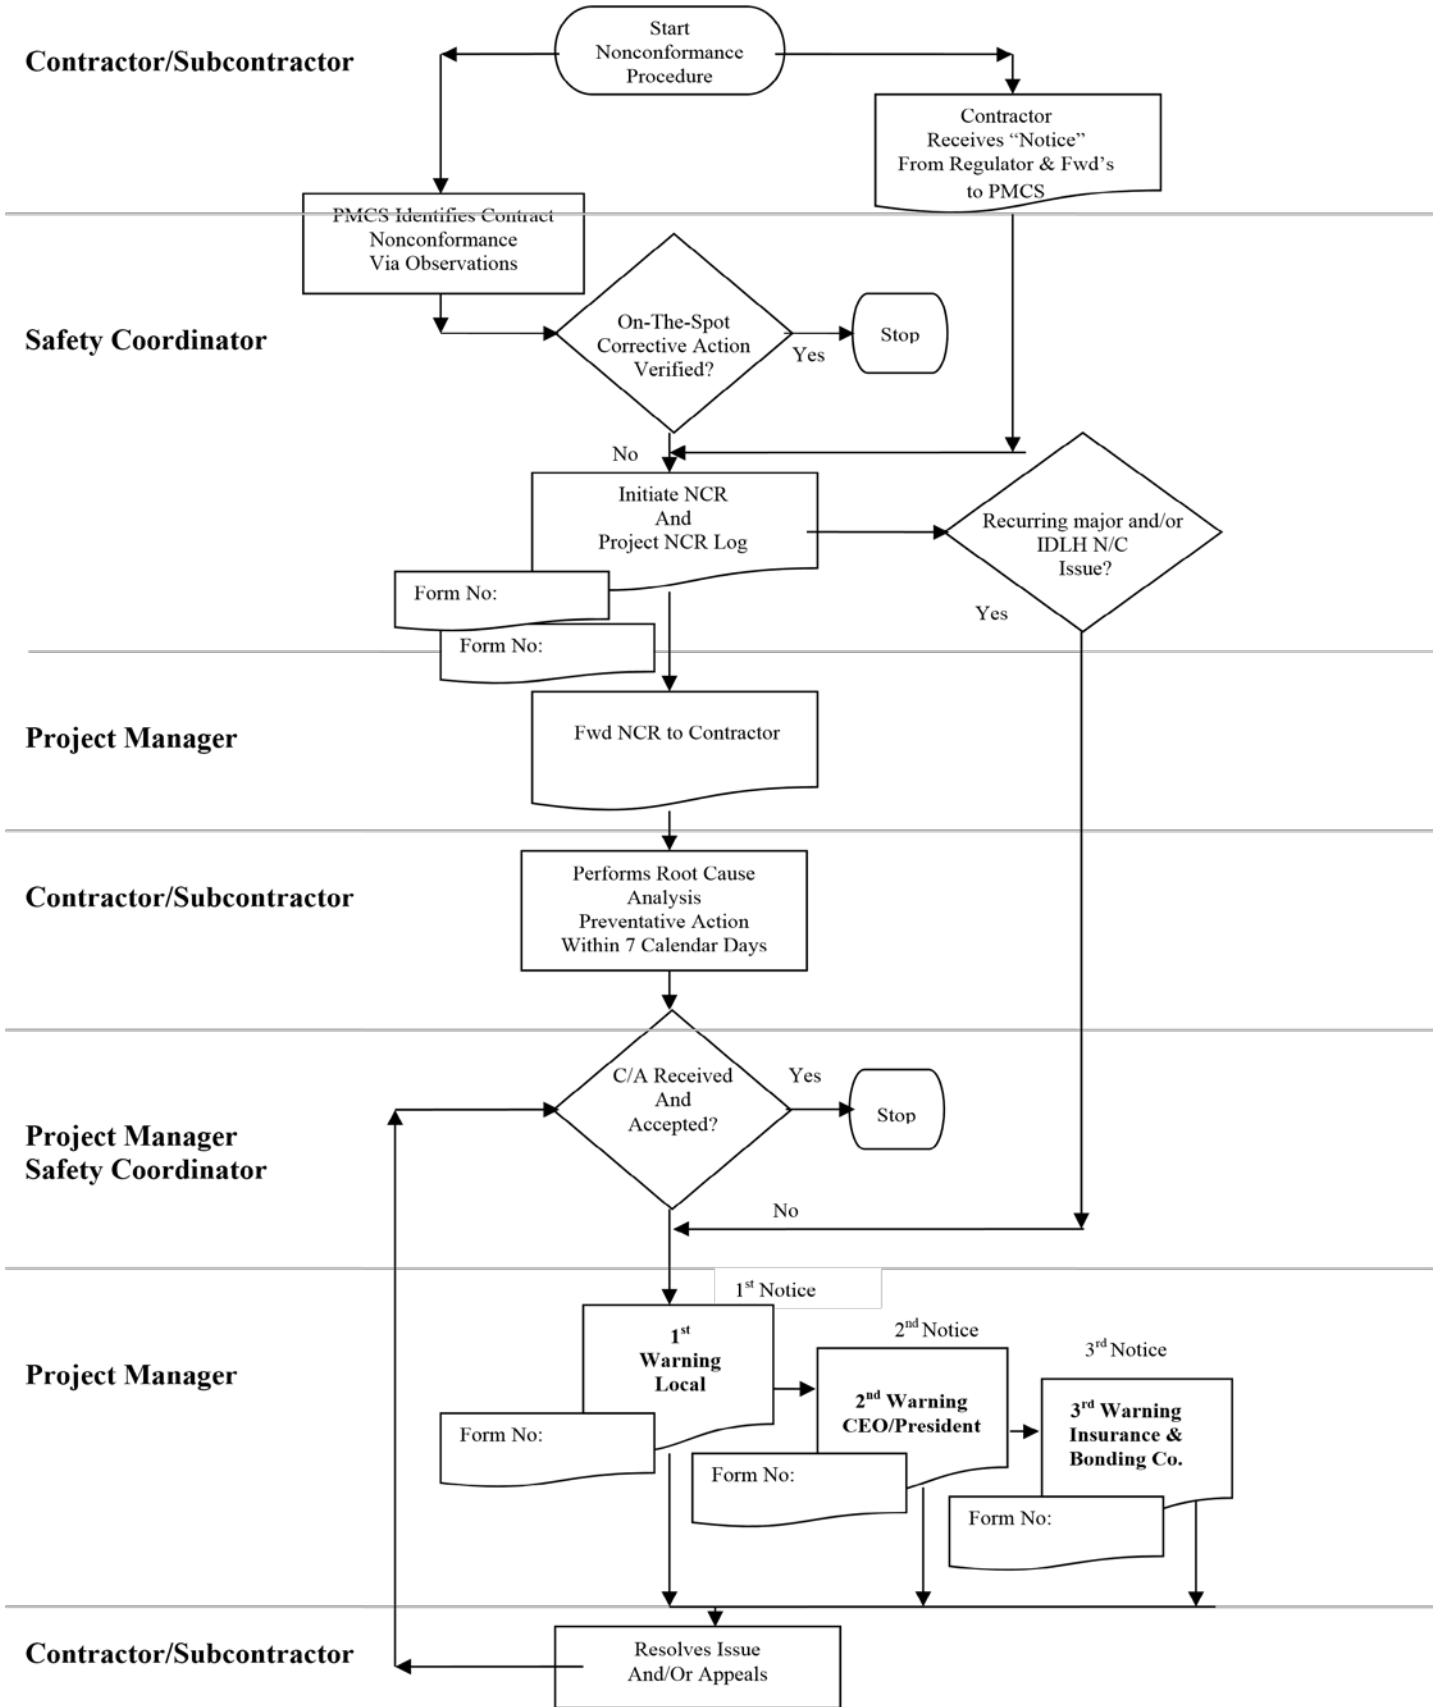 Start
Nonconformance
Procedure
Contractor/Subcontractor
Contractor
Receives “Notice”
From Regulator & Fwd's
to PMCS
PMCS Identifies Contract
Nonconformance
Via Observations
Safety Coordinator
On-The-Spot
Corrective Action
Verified?
Yes
Stop
No
Initiate NCR
And
Project NCR Log
Recurring major and/or
IDLH N/C
Issue?
Form No:
Yes
Form No:
Project Manager
Fwd NCR to Contractor
Contractor/Subcontractor
Performs Root Cause
Analysis
Preventative Action
Within 7 Calendar Days
C/A Received
And
Accepted?
Yes
Stop
Project Manager
Safety Coordinator
No
1st Notice
2nd Notice
3rd Notice
Project Manager
1st
Warning
Local
2nd Warning
CEO/President
3rd Warning
Insurance &
Bonding Co.
Form No:
Form No:
Form No:
Contractor/Subcontractor
Resolves Issue
And/Or Appeals